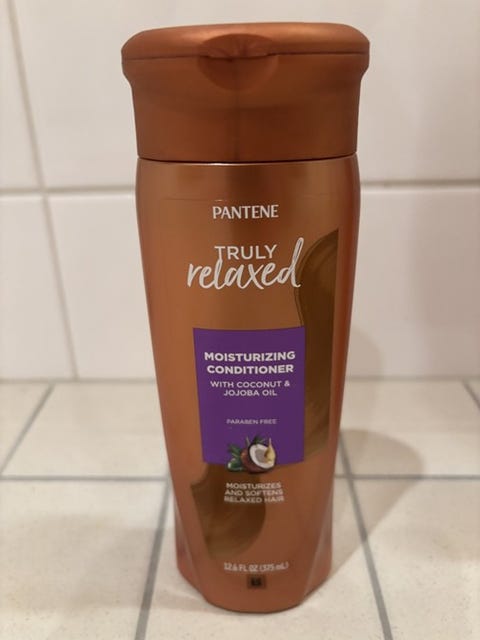 PANTENE
TRULY
relaxed
MOISTURIZING
CONDITIONER
WITH COCONUT &
JOJOBA OIL
PARABEN FREE
MOISTURIZES
AND SOFTENS
RELAXED HAIR
12.6 FL OZ (375 mL)